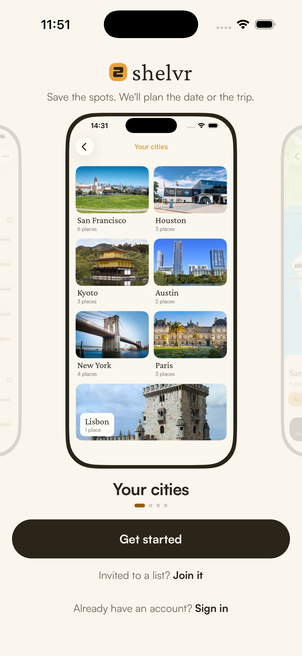 11:51
shelvr
Save the spots. We'll plan the date or the trip.
14:31
Your cities
San Francisco
6 places
Houston
3 places
Kyoto
3 places
Austin
2 places
New York
4 places
Paris
3 places
Lisbon
1 place
Your cities
Get started
Invited to a list? Join it
Already have an account? Sign in